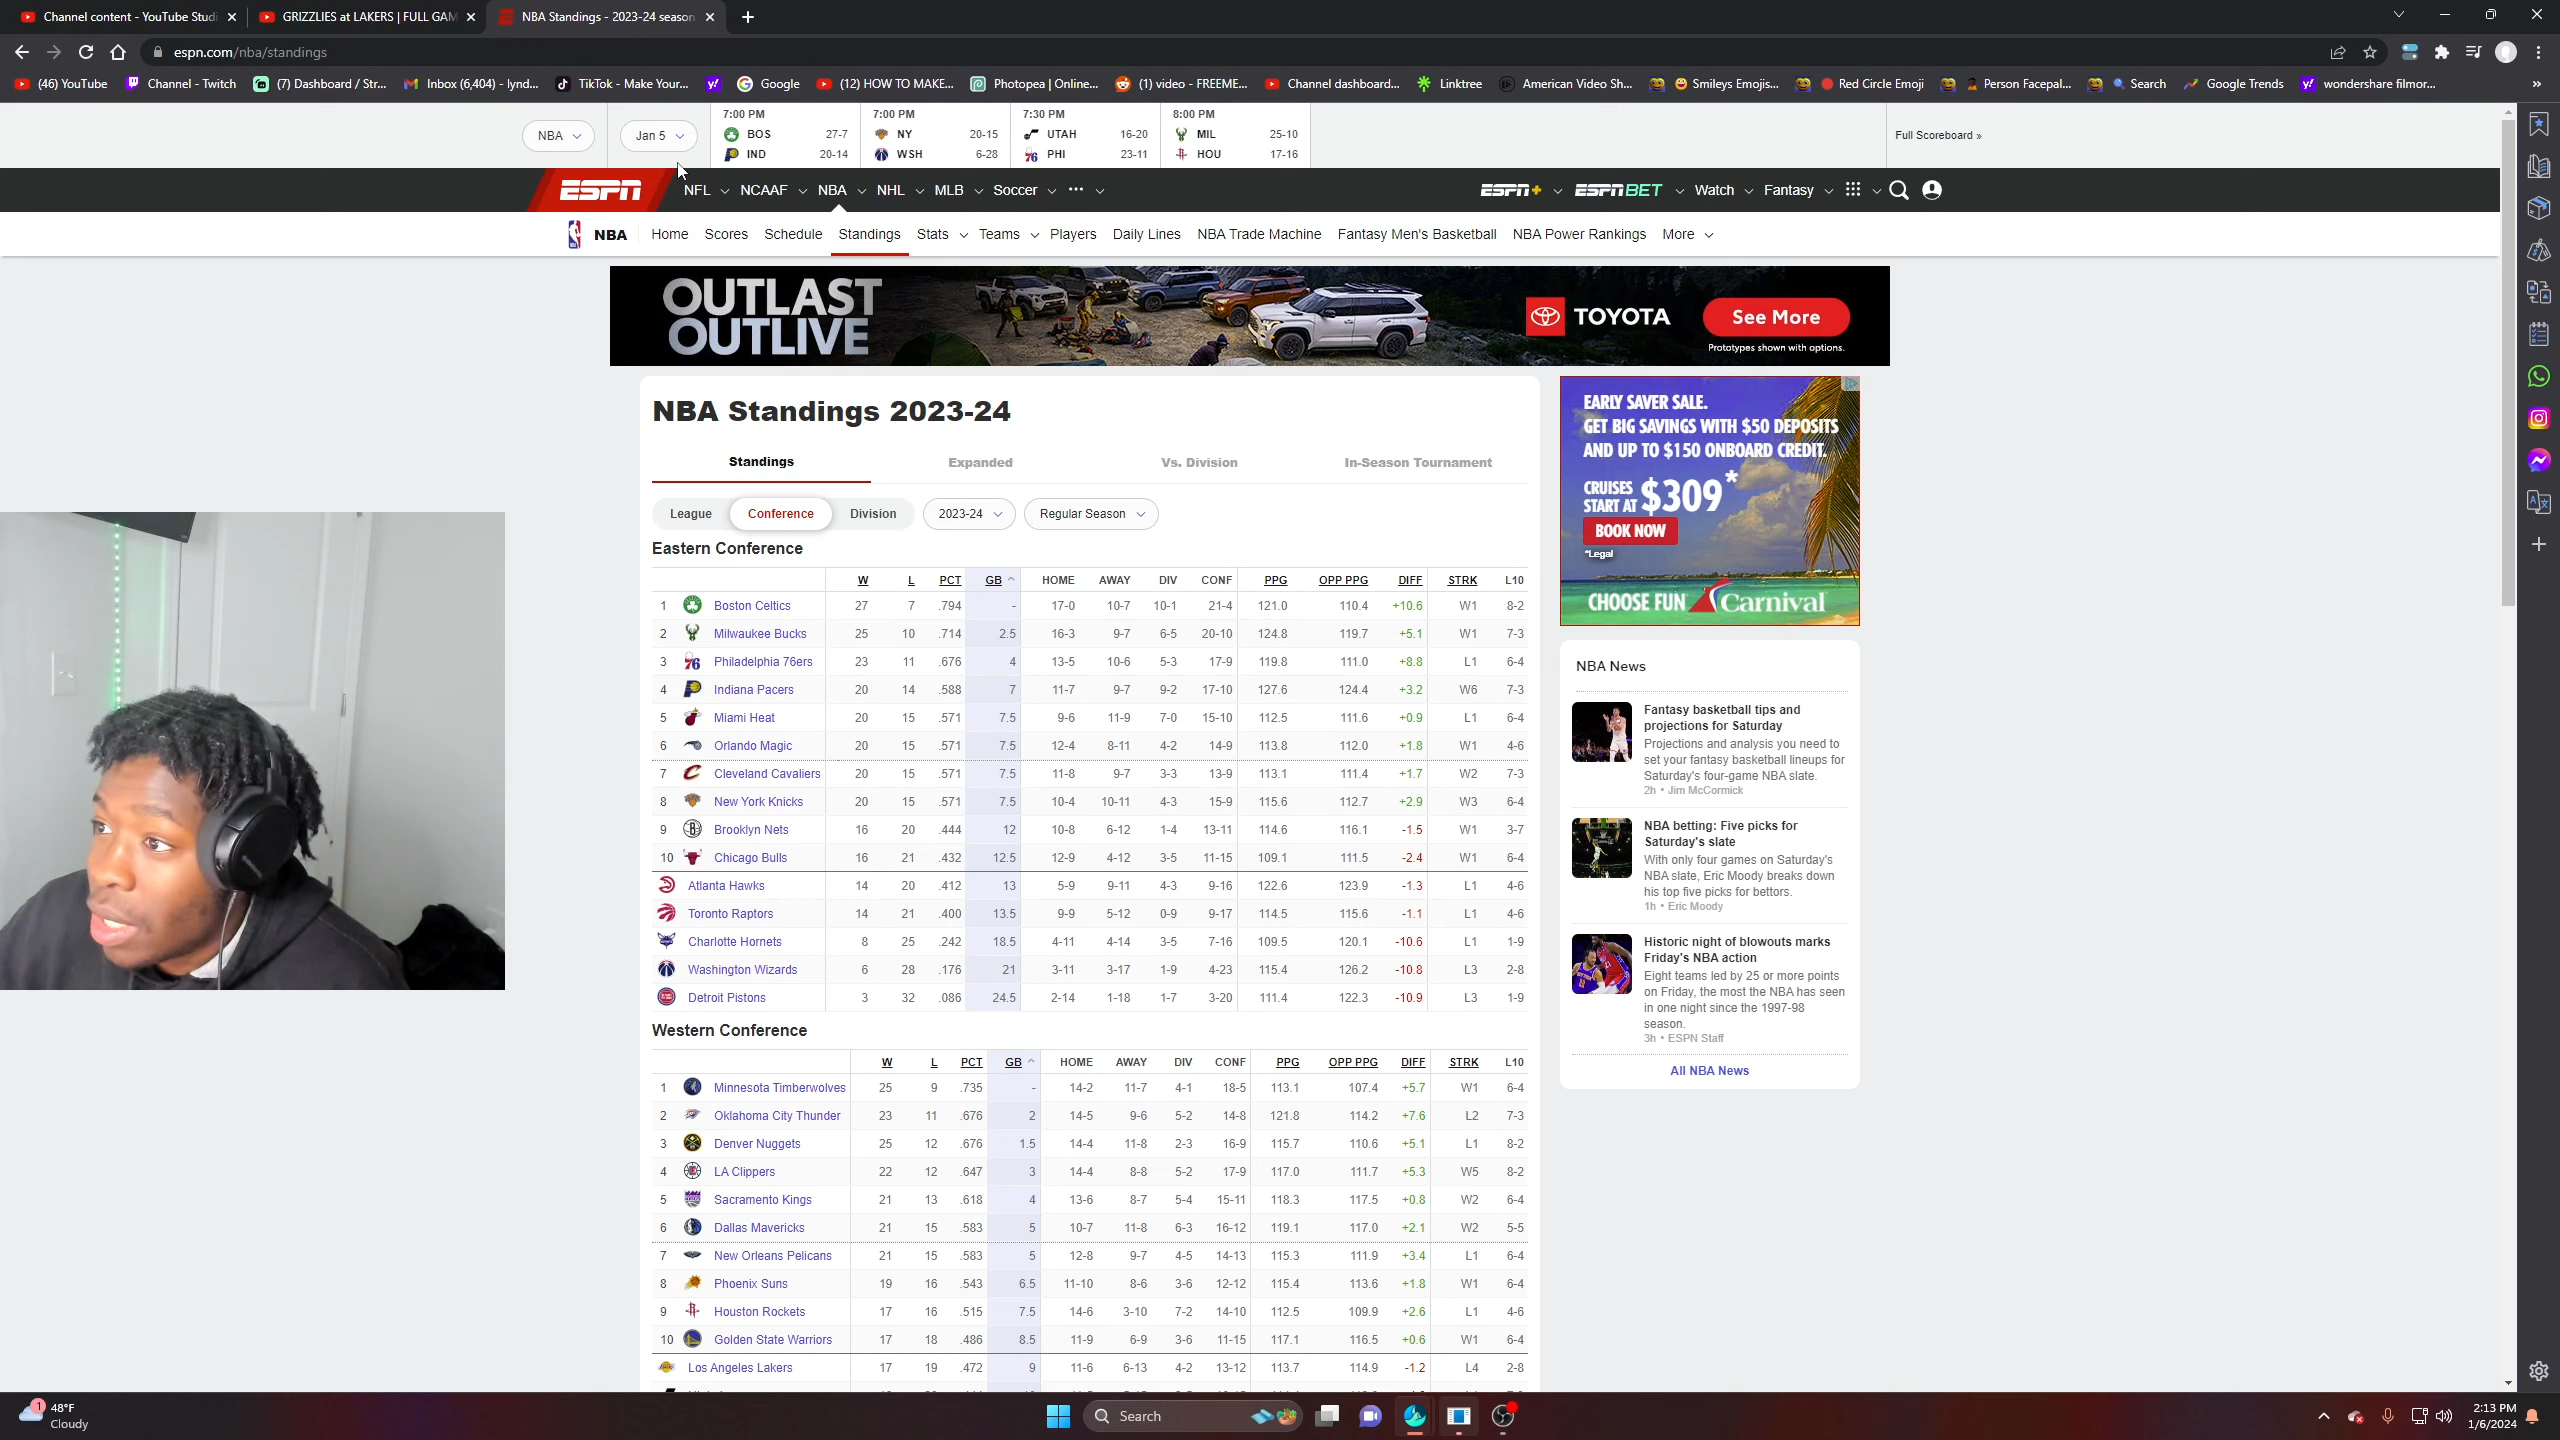 Channel content - YouTube Studi
GRIZZLIES at LAKERS | FULL GAM
NBA Standings - 2023-24 season
espn.com/nba/standings
(46) YouTube
Channel - Twitch
(7) Dashboard / Str...
Inbox (6,404) - lynd...
TikTok - Make Your...
Google
(12) HOW TO MAKE...
Photopea | Online...
(1) video - FREEME...
Channel dashboard...
Linktree
American Video Sh...
Smileys Emojis...
Red Circle Emoji
Person Facepal...
Search
Google Trends
wondershare filmor...
NBA
Jan 5
7:00 PM
BOS 27-7
IND 20-14
7:00 PM
NY 20-15
WSH 6-28
7:30 PM
UTAH 16-20
PHI 23-11
8:00 PM
MIL 25-10
HOU 17-16
Full Scoreboard »
ESPN NFL NCAAF NBA NHL MLB Soccer ••• ESPN+ ESPN BET Watch Fantasy
NBA Home Scores Schedule Standings Stats Teams Players Daily Lines NBA Trade Machine Fantasy Men's Basketball NBA Power Rankings More
OUTLAST
OUTLIVE
TOYOTA
See More
Prototypes shown with options.
NBA Standings 2023-24
Standings Expanded Vs. Division In-Season Tournament
League Conference Division 2023-24 Regular Season
Eastern Conference
W L PCT GB HOME AWAY DIV CONF PPG OPP PPG DIFF STRK L10
1 Boston Celtics 27 7 .794 - 17-0 10-7 10-1 21-4 121.0 110.4 +10.6 W1 8-2
2 Milwaukee Bucks 25 10 .714 2.5 16-3 9-7 6-5 20-10 124.8 119.7 +5.1 W1 7-3
3 Philadelphia 76ers 23 11 .676 4 13-5 10-6 5-3 17-9 119.8 111.0 +8.8 L1 6-4
4 Indiana Pacers 20 14 .588 7 11-7 9-7 9-2 17-10 127.6 124.4 +3.2 W6 7-3
5 Miami Heat 20 15 .571 7.5 9-6 11-9 7-0 15-10 112.5 111.6 +0.9 L1 6-4
6 Orlando Magic 20 15 .571 7.5 12-4 8-11 4-2 14-9 113.8 112.0 +1.8 W1 4-6
7 Cleveland Cavaliers 20 15 .571 7.5 11-8 9-7 3-3 13-9 113.1 111.4 +1.7 W2 7-3
8 New York Knicks 20 15 .571 7.5 10-4 10-11 4-3 15-9 115.6 112.7 +2.9 W3 6-4
9 Brooklyn Nets 16 20 .444 12 10-8 6-12 1-4 13-11 114.6 116.1 -1.5 W1 3-7
10 Chicago Bulls 16 21 .432 12.5 12-9 4-12 3-5 11-15 109.1 111.5 -2.4 W1 6-4
Atlanta Hawks 14 20 .412 13 5-9 9-11 4-3 9-16 122.6 123.9 -1.3 L1 4-6
Toronto Raptors 14 21 .400 13.5 9-9 5-12 0-9 9-17 114.5 115.6 -1.1 L1 4-6
Charlotte Hornets 8 25 .242 18.5 4-11 4-14 3-5 7-16 109.5 120.1 -10.6 L1 1-9
Washington Wizards 6 28 .176 21 3-11 3-17 1-9 4-23 115.4 126.2 -10.8 L3 2-8
Detroit Pistons 3 32 .086 24.5 2-14 1-18 1-7 3-20 111.4 122.3 -10.9 L3 1-9
Western Conference
W L PCT GB HOME AWAY DIV CONF PPG OPP PPG DIFF STRK L10
1 Minnesota Timberwolves 25 9 .735 - 14-2 11-7 4-1 18-5 113.1 107.4 +5.7 W1 6-4
2 Oklahoma City Thunder 23 11 .676 2 14-5 9-6 5-2 14-8 121.8 114.2 +7.6 L2 7-3
3 Denver Nuggets 25 12 .676 1.5 14-4 11-8 2-3 16-9 115.7 110.6 +5.1 L1 8-2
4 LA Clippers 22 12 .647 3 14-4 8-8 5-2 17-9 117.0 111.7 +5.3 W5 8-2
5 Sacramento Kings 21 13 .618 4 13-6 8-7 5-4 15-11 118.3 117.5 +0.8 W2 6-4
6 Dallas Mavericks 21 15 .583 5 10-7 11-8 6-3 16-12 119.1 117.0 +2.1 W2 5-5
7 New Orleans Pelicans 21 15 .583 5 12-8 9-7 4-5 14-13 115.3 111.9 +3.4 L1 6-4
8 Phoenix Suns 19 16 .543 6.5 11-10 8-6 3-6 12-12 115.4 113.6 +1.8 W1 6-4
9 Houston Rockets 17 16 .515 7.5 14-6 3-10 7-2 14-10 112.5 109.9 +2.6 L1 4-6
10 Golden State Warriors 17 18 .486 8.5 11-9 6-9 3-6 11-15 117.1 116.5 +0.6 W1 6-4
Los Angeles Lakers 17 19 .472 9 11-6 6-13 4-2 13-12 113.7 114.9 -1.2 L4 2-8
EARLY SAVER SALE.
GET BIG SAVINGS WITH $50 DEPOSITS
AND UP TO $150 ONBOARD CREDIT.
CRUISES
START AT $309*
BOOK NOW
*Legal
CHOOSE FUN Carnival
NBA News
Fantasy basketball tips and
projections for Saturday
Projections and analysis you need to
set your fantasy basketball lineups for
Saturday's four-game NBA slate.
2h • Jim McCormick
NBA betting: Five picks for
Saturday's slate
With only four games on Saturday's
NBA slate, Eric Moody breaks down
his top five picks for bettors.
1h • Eric Moody
Historic night of blowouts marks
Friday's NBA action
Eight teams led by 25 or more points
on Friday, the most the NBA has seen
in one night since the 1997-98
season.
3h • ESPN Staff
All NBA News
1
48°F
Cloudy
Search
2:13 PM
1/6/2024